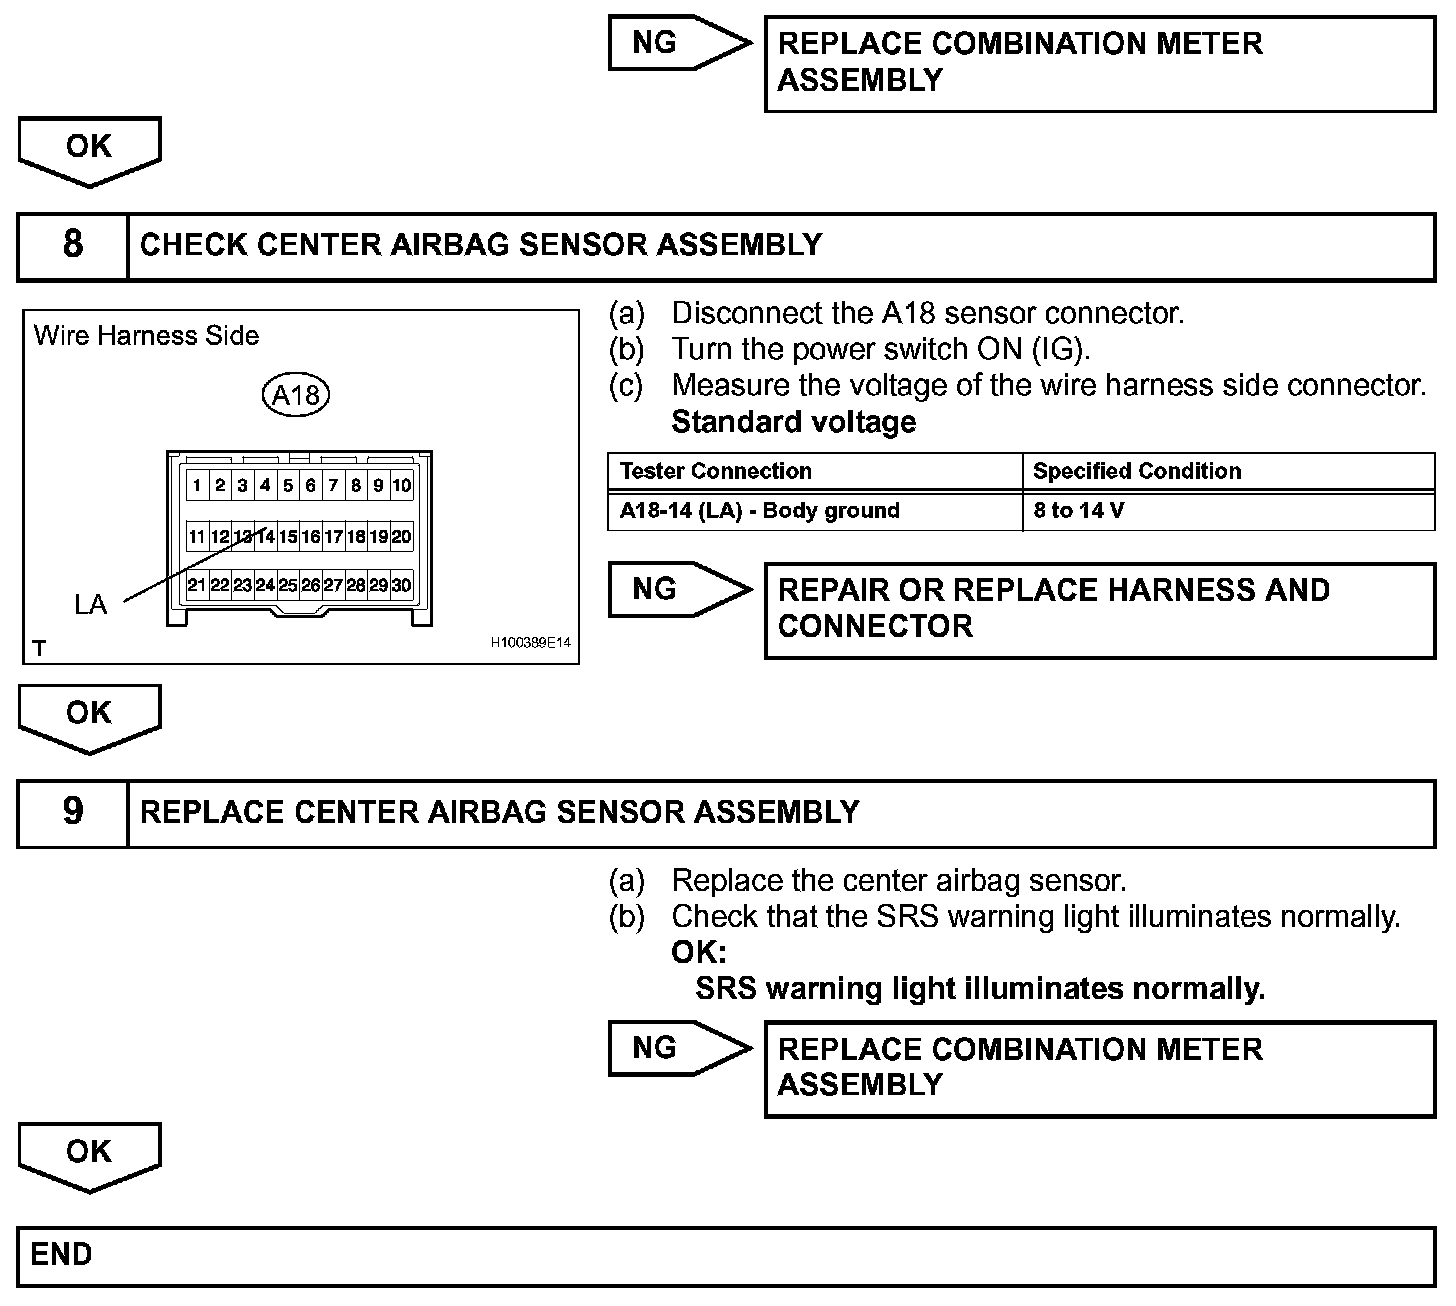 NG
REPLACE COMBINATION METER
ASSEMBLY
OK
8
CHECK CENTER AIRBAG SENSOR ASSEMBLY
Wire Harness Side
A18
1 2 3 4 5 6 7 8 9 10
11 12 13 14 15 16 17 18 19 20
21 22 23 24 25 26 27 28 29 30
LA
T
H100389E14
(a) Disconnect the A18 sensor connector.
(b) Turn the power switch ON (IG).
(c) Measure the voltage of the wire harness side connector.
Standard voltage
Tester Connection Specified Condition
A18-14 (LA) - Body ground 8 to 14 V
NG
REPAIR OR REPLACE HARNESS AND
CONNECTOR
OK
9
REPLACE CENTER AIRBAG SENSOR ASSEMBLY
(a) Replace the center airbag sensor.
(b) Check that the SRS warning light illuminates normally.
OK:
SRS warning light illuminates normally.
NG
REPLACE COMBINATION METER
ASSEMBLY
OK
END